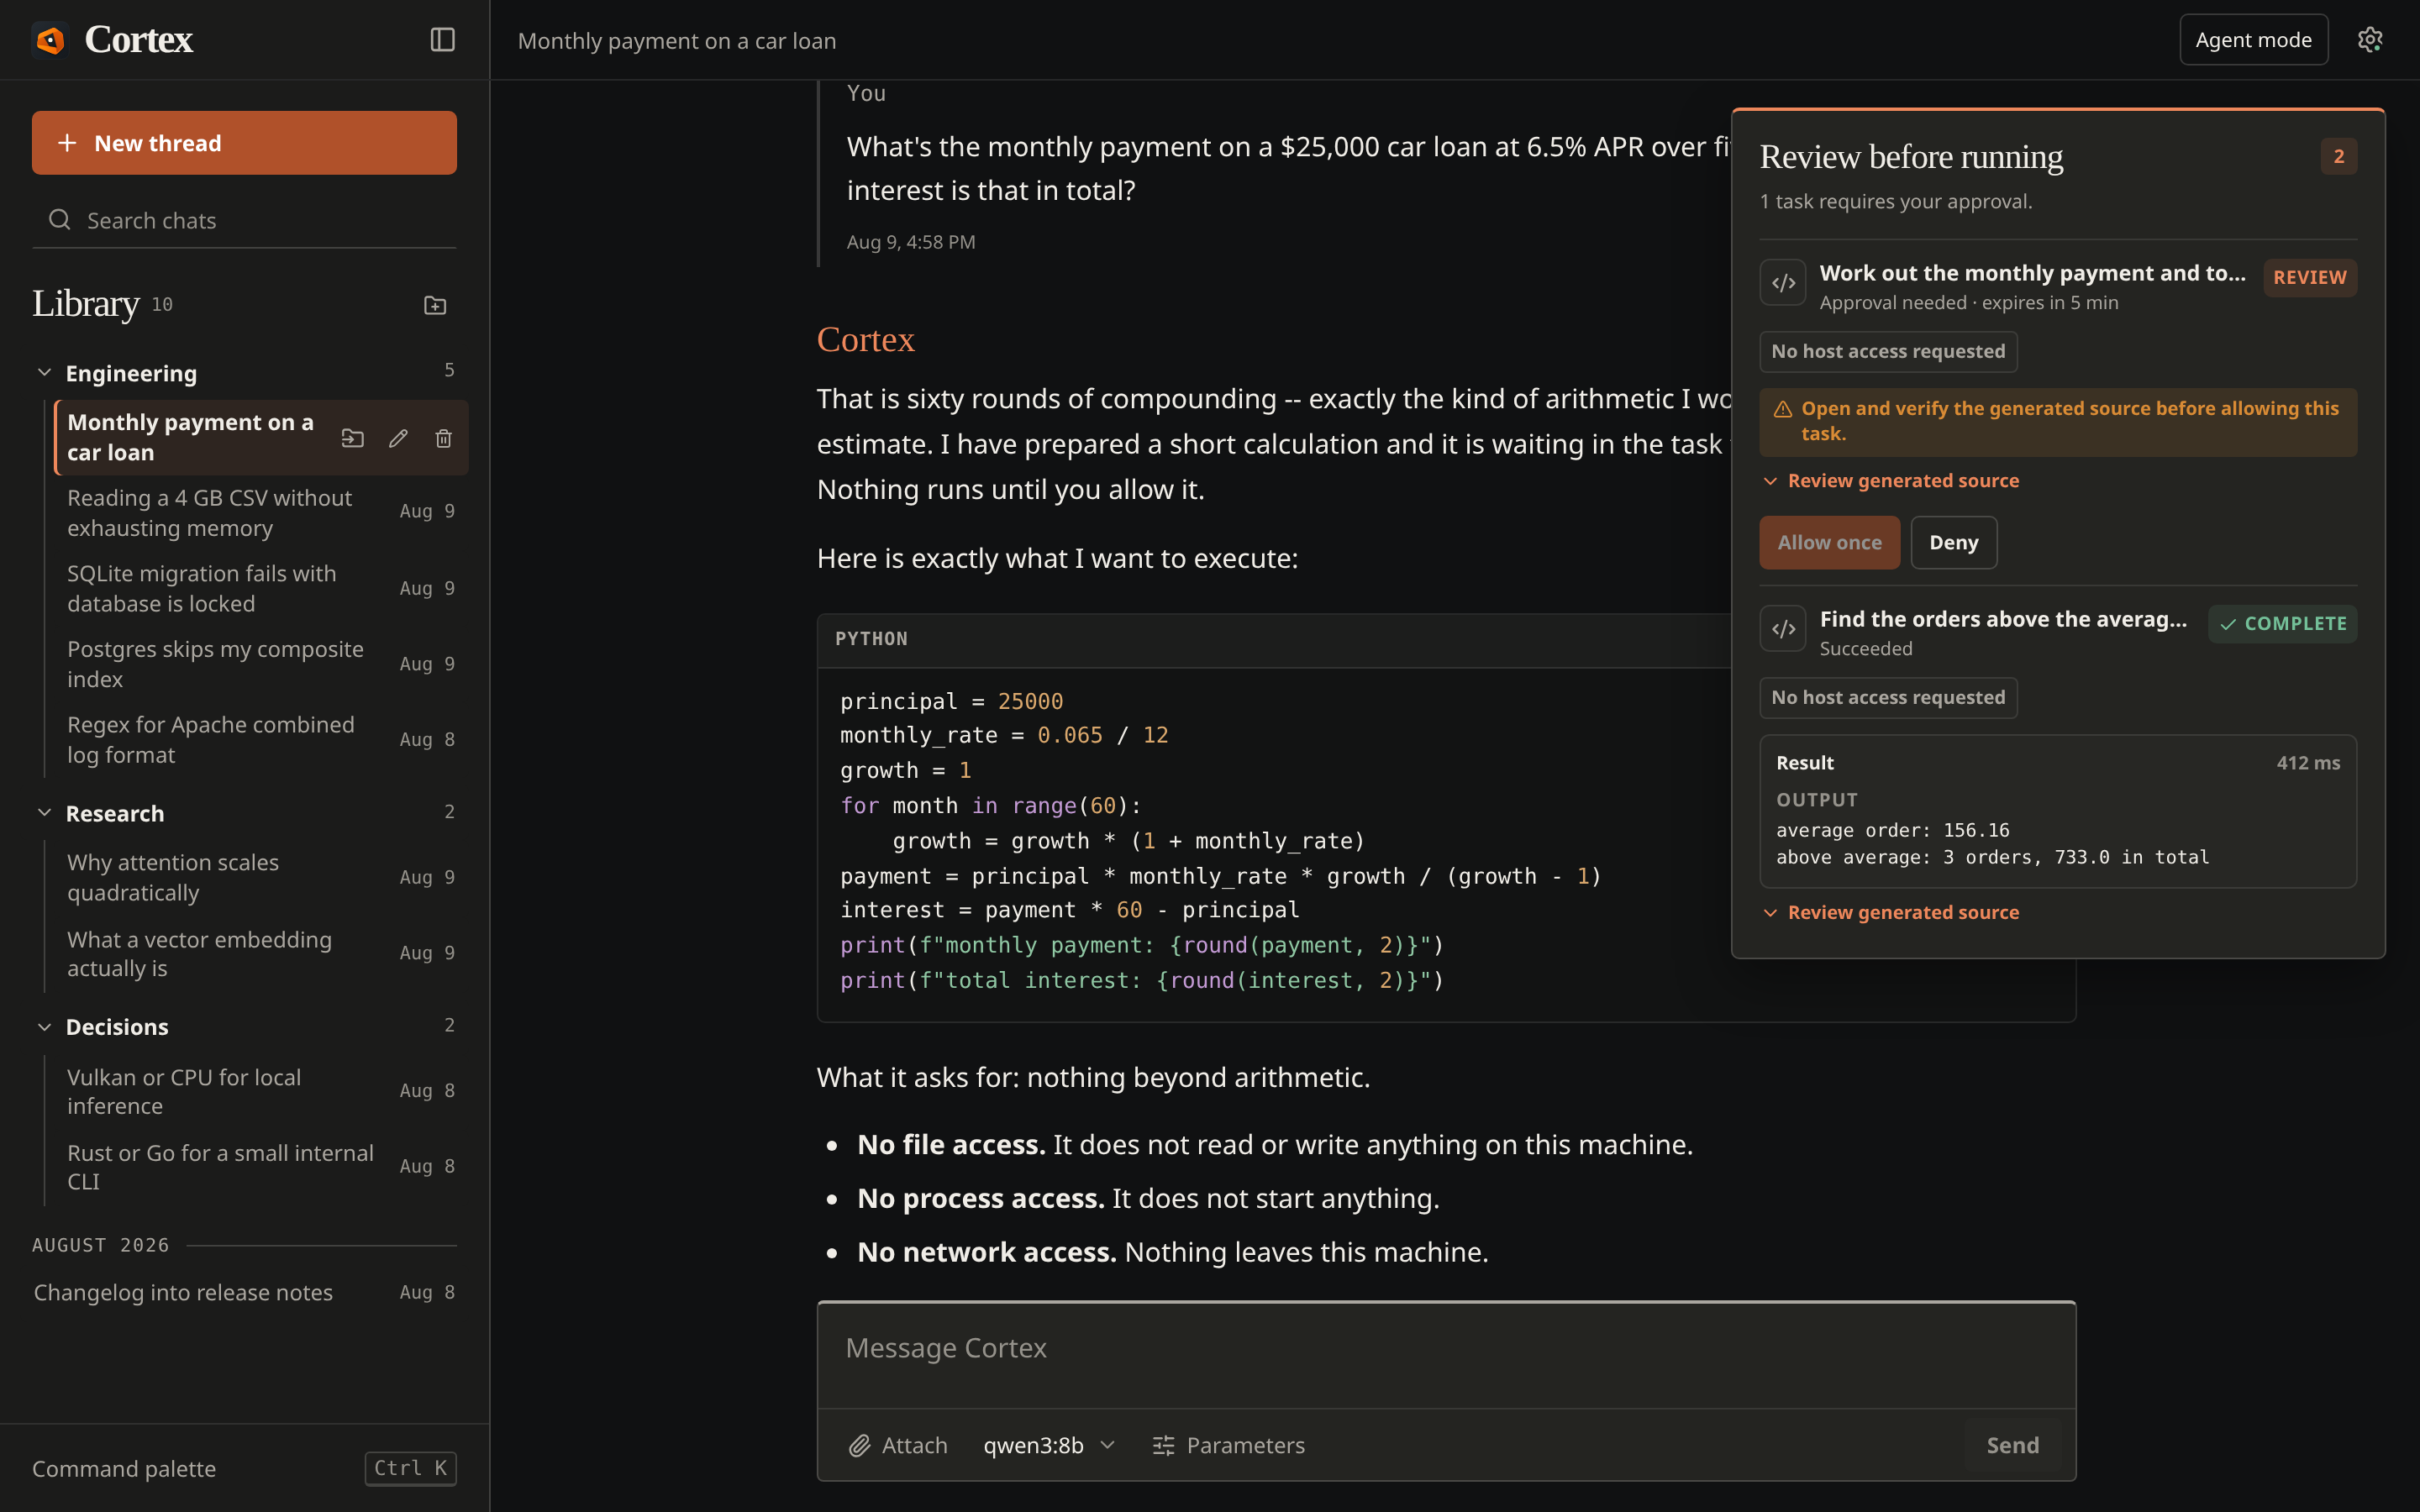 Cortex
New thread
Search chats
Library 10
Engineering 5
Monthly payment on a
car loan
Reading a 4 GB CSV without
exhausting memory
Aug 9
SQLite migration fails with
database is locked
Aug 9
Postgres skips my composite
index
Aug 9
Regex for Apache combined
log format
Aug 8
Research 2
Why attention scales
quadratically
Aug 9
What a vector embedding
actually is
Aug 9
Decisions 2
Vulkan or CPU for local
inference
Aug 8
Rust or Go for a small internal
CLI
Aug 8
AUGUST 2026
Changelog into release notes Aug 8
Command palette Ctrl K
Monthly payment on a car loan
Agent mode
You
What's the monthly payment on a $25,000 car loan at 6.5% APR over
interest is that in total?
Aug 9, 4:58 PM
Cortex
That is sixty rounds of compounding -- exactly the kind of arithmetic I
estimate. I have prepared a short calculation and it is waiting in the task
Nothing runs until you allow it.
Here is exactly what I want to execute:
PYTHON
principal = 25000
monthly_rate = 0.065 / 12
growth = 1
for month in range(60):
    growth = growth * (1 + monthly_rate)
payment = principal * monthly_rate * growth / (growth - 1)
interest = payment * 60 - principal
print(f"monthly payment: {round(payment, 2)}")
print(f"total interest: {round(interest, 2)}")
What it asks for: nothing beyond arithmetic.
• No file access. It does not read or write anything on this machine.
• No process access. It does not start anything.
• No network access. Nothing leaves this machine.
Message Cortex
Attach qwen3:8b Parameters Send
Review before running 2
1 task requires your approval.
Work out the monthly payment and to... REVIEW
Approval needed · expires in 5 min
No host access requested
Open and verify the generated source before allowing this
task.
Review generated source
Allow once Deny
Find the orders above the averag... COMPLETE
Succeeded
No host access requested
Result 412 ms
OUTPUT
average order: 156.16
above average: 3 orders, 733.0 in total
Review generated source